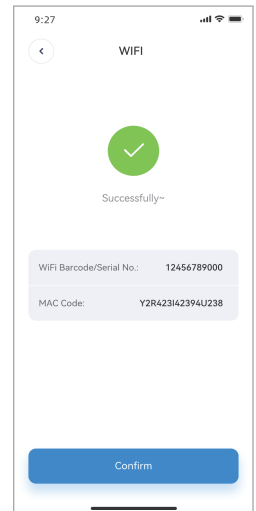 9:27
WIFI
Successfully~
WiFi Barcode/Serial No.: 12456789000
MAC Code: Y2R423I42394U238
Confirm